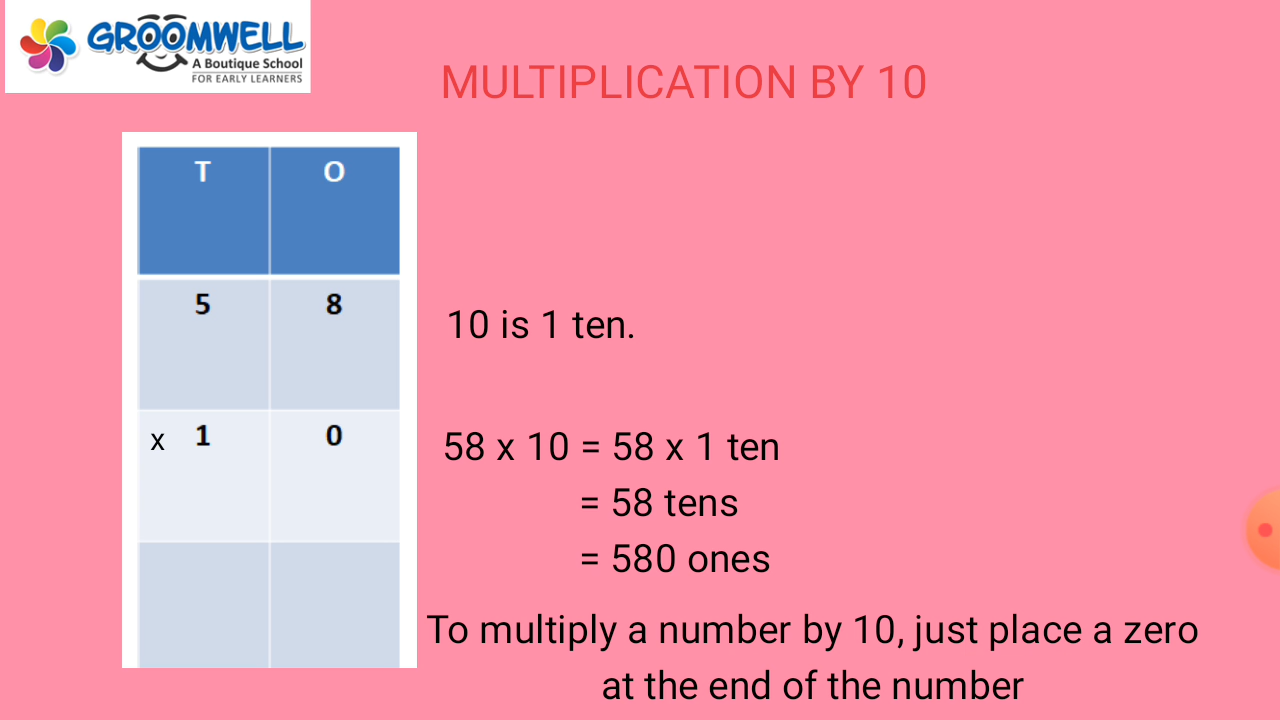 GROOMWELL
A Boutique School
FOR EARLY LEARNERS
MULTIPLICATION BY 10
T O
5 8
x 1 0
10 is 1 ten.
58 x 10 = 58 x 1 ten
= 58 tens
= 580 ones
To multiply a number by 10, just place a zero
at the end of the number